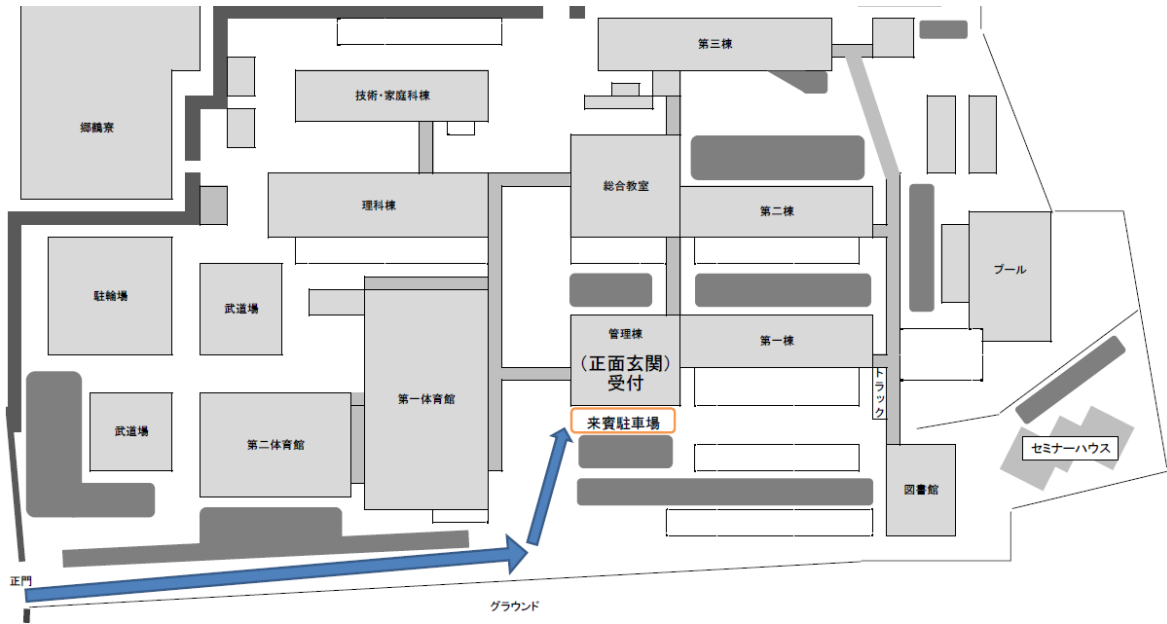 第三棟
技術・家庭科棟
郷鶴寮
総合教室
理科棟
第二棟
プール
駐輪場
武道場
管理棟
(正面玄関)
受付
第一棟
トラック
第一体育館
来賓駐車場
武道場
第二体育館
セミナーハウス
図書館
正門
グラウンド